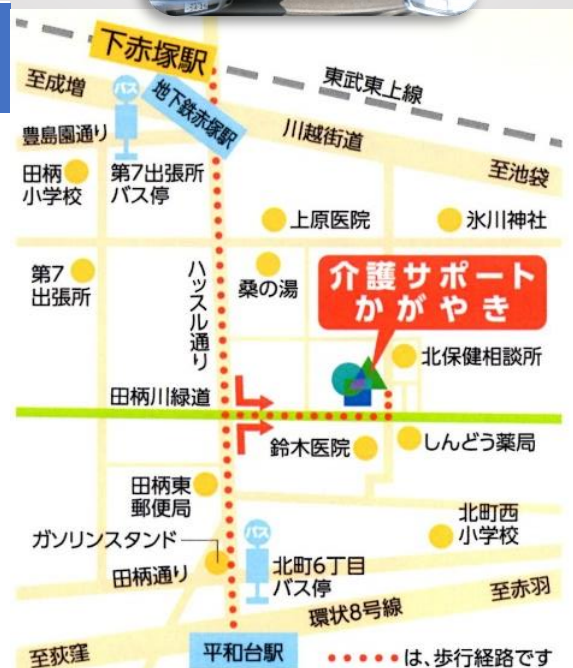 下赤塚駅
至成増
バス
地下鉄赤塚駅
東武東上線
川越街道
豊島園通り
至池袋
田柄
小学校
第7出張所
バス停
上原医院
氷川神社
第7
出張所
ハッスル通り
桑の湯
介護サポート
かがやき
北保健相談所
田柄川緑道
鈴木医院
しんどう薬局
田柄東
郵便局
北町西
小学校
ガソリンスタンド
バス
田柄通り
北町6丁目
バス停
至赤羽
環状8号線
至荻窪
平和台駅
•••••は、歩行経路です